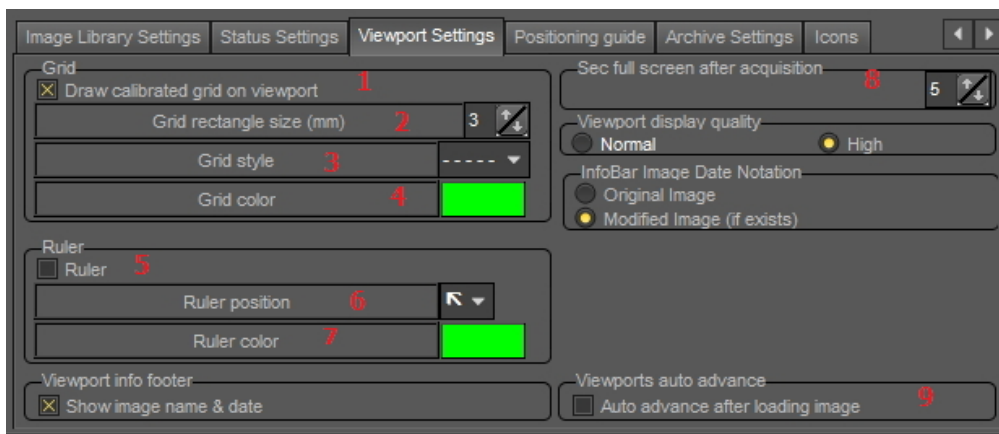 Image Library Settings Status Settings Viewport Settings Positioning guide Archive Settings Icons
Grid
Draw calibrated grid on viewport 1
Grid rectangle size (mm) 2 3
Grid style 3 -----
Grid color 4
Ruler
Ruler 5
Ruler position 6
Ruler color 7
Viewport info footer
Show image name & date
Sec full screen after acquisition 8 5
Viewport display quality
Normal High
InfoBar Image Date Notation
Original Image
Modified Image (if exists)
Viewports auto advance
Auto advance after loading image 9